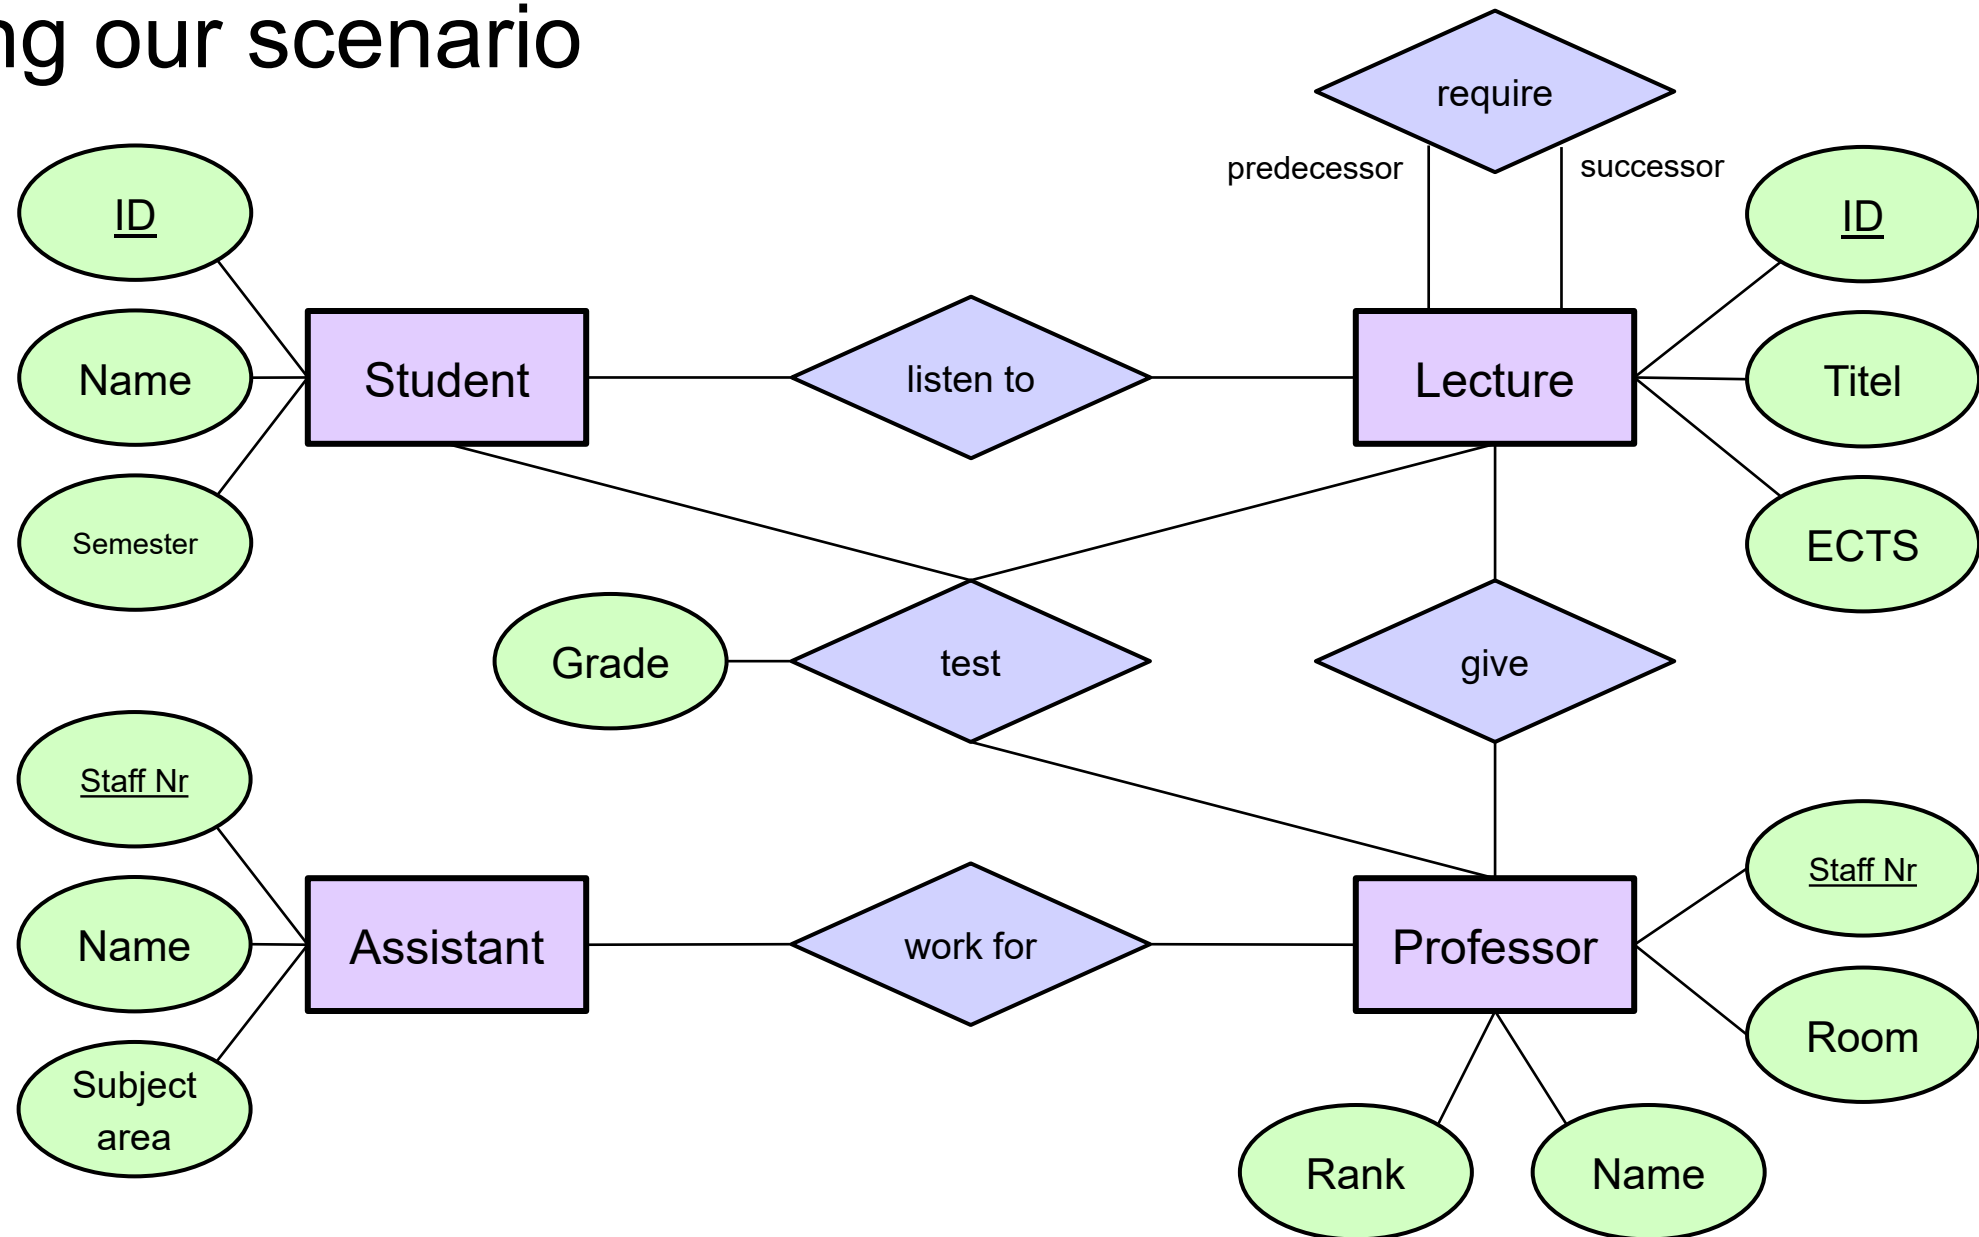 ng our scenario
require
predecessor
successor
ID
ID
Name
Student
listen to
Lecture
Titel
Semester
ECTS
Grade
test
give
Staff Nr
Staff Nr
Name
Assistant
work for
Professor
Room
Subject
area
Rank
Name